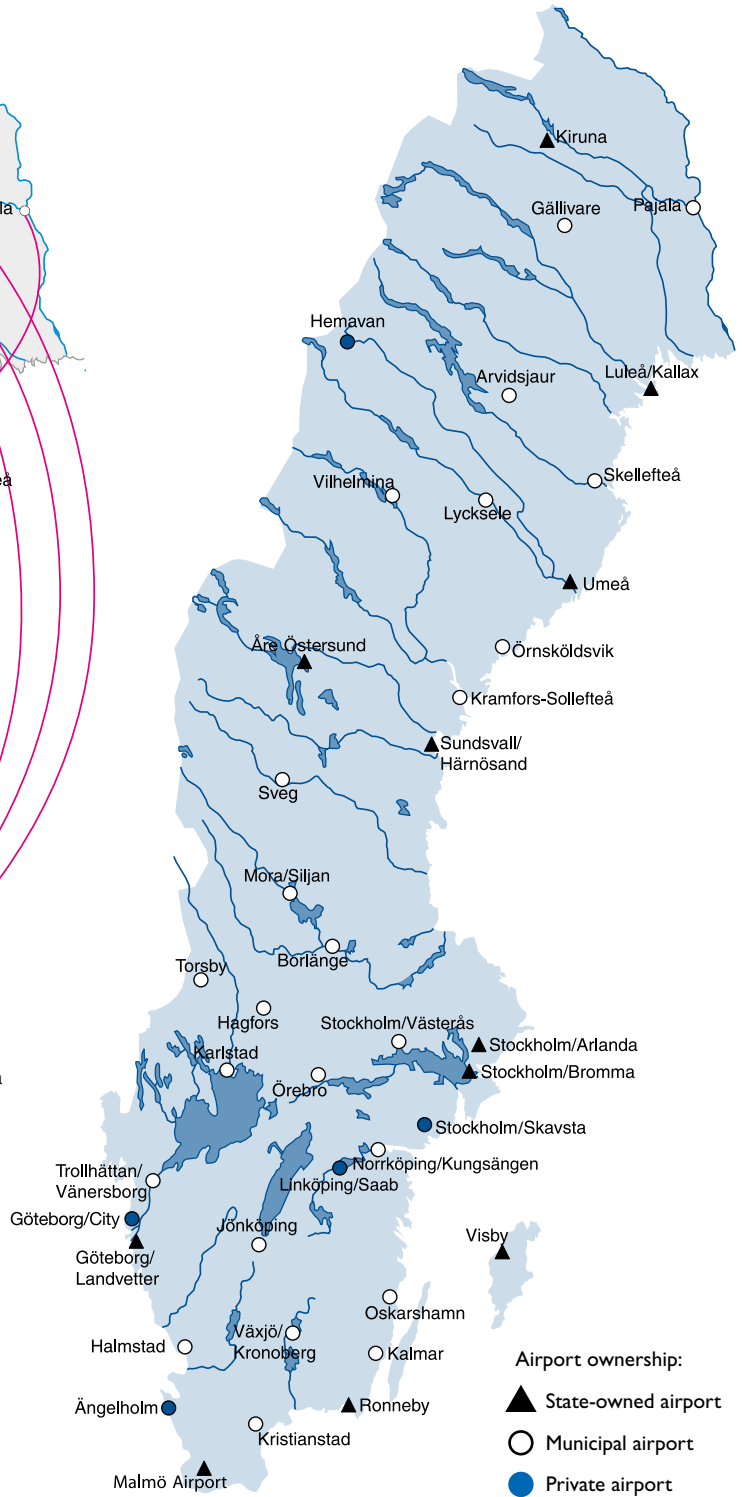 Kiruna
la
Gällivare
Pajala
Hemavan
Arvidsjaur
Luleå/Kallax
Vilhelmina
Skellefteå
eå
Lycksele
Umeå
Åre Östersund
Örnsköldsvik
Kramfors-Sollefteå
Sundsvall/
Härnösand
Sveg
Mora/Siljan
Borlänge
Torsby
Hagfors
Stockholm/Västerås
Stockholm/Arlanda
Karlstad
Stockholm/Bromma
Örebro
Stockholm/Skavsta
Norrköping/Kungsängen
Trollhättan/
Vänersborg
Linköping/Saab
Göteborg/City
Jönköping
Visby
Göteborg/
Landvetter
Oskarshamn
Halmstad
Växjö/
Kronoberg
Kalmar
Ängelholm
Ronneby
Kristianstad
Malmö Airport
Airport ownership:
State-owned airport
Municipal airport
Private airport